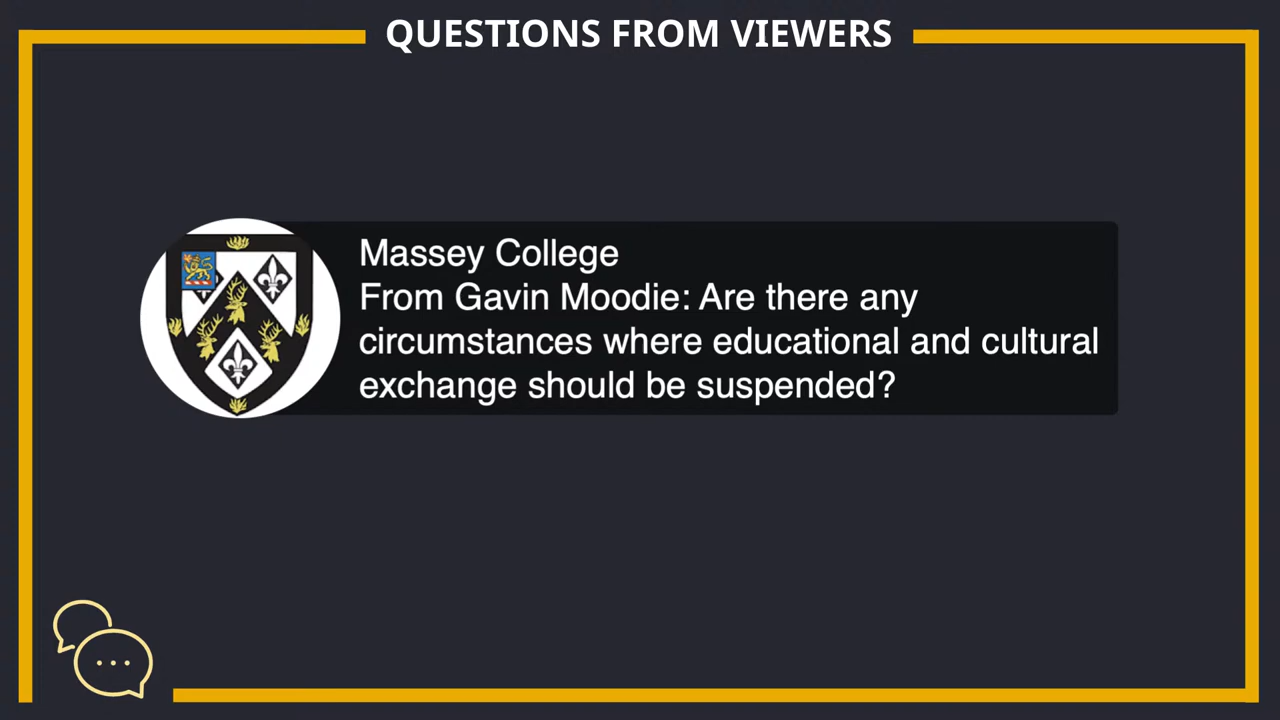 QUESTIONS FROM VIEWERS
Massey College
From Gavin Moodie: Are there any
circumstances where educational and cultural
exchange should be suspended?